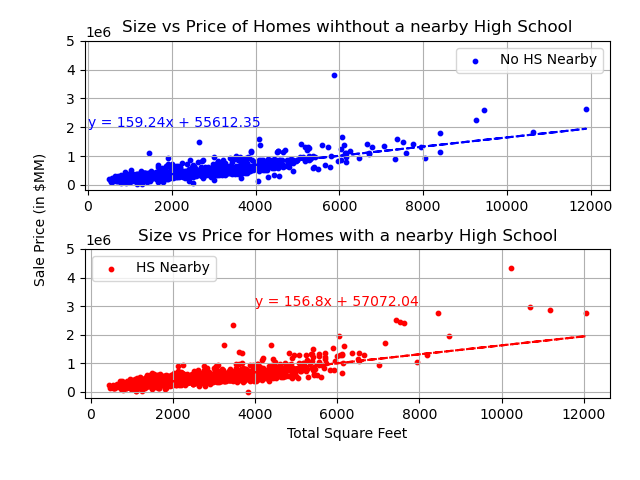 Size vs Price of Homes wihthout a nearby High School
1e6
5
4
3
2
1
0
No HS Nearby
y = 159.24x + 55612.35
0 2000 4000 6000 8000 10000 12000
Sale Price (in $MM)
Size vs Price for Homes with a nearby High School
1e6
5
4
3
2
1
0
HS Nearby
y = 156.8x + 57072.04
0 2000 4000 6000 8000 10000 12000
Total Square Feet